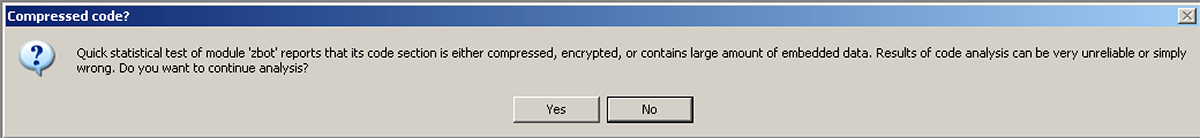 Compressed code?
Quick statistical test of module 'zbot' reports that its code section is either compressed, encrypted, or contains large amount of embedded data. Results of code analysis can be very unreliable or simply
wrong. Do you want to continue analysis?
Yes
No